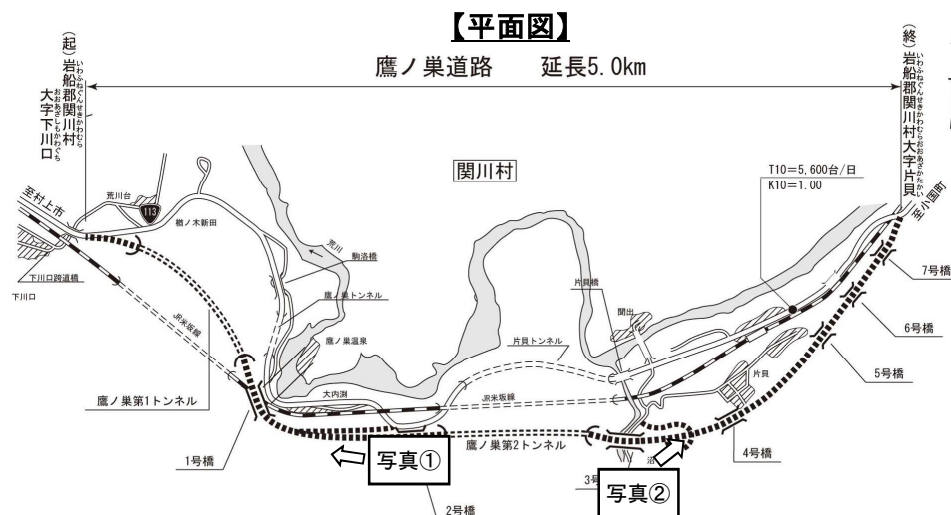 【平面図】
鷹ノ巣道路 延長5.0km
(起)岩船郡関川村
いわふねぐんせきかわむら
大字下川口
おおあざしもかわぐち
(終)岩船郡関川村大字片貝
いわふねぐんせきかわむらおおあざかたかい
関川村
T10=5,600台/日
K10=1.00
至村上市
至小国町
荒川台
113
楢ノ木新田
荒川
駒洛橋
鷹ノ巣トンネル
鷹ノ巣温泉
下川口跨道橋
下川口
JR米坂線
鷹ノ巣第1トンネル
大内渕
片貝トンネル
片貝橋
関出
JR米坂線
片貝
7号橋
6号橋
5号橋
4号橋
1号橋
鷹ノ巣第2トンネル
写真①
2号橋
沼
写真②